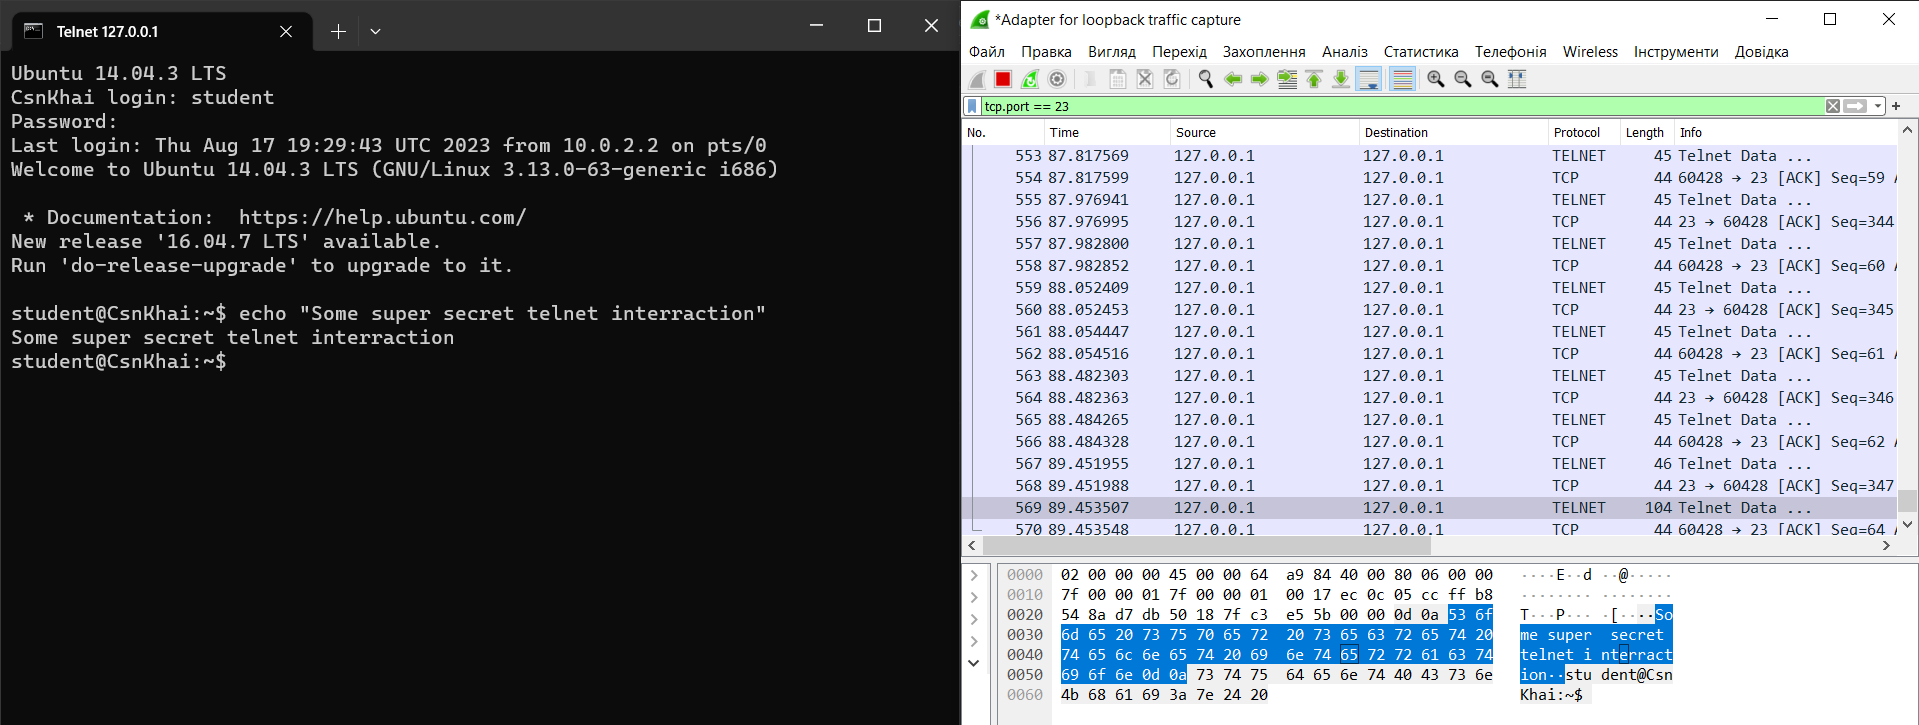 Telnet 127.0.0.1
Ubuntu 14.04.3 LTS
CsnKhai login: student
Password:
Last login: Thu Aug 17 19:29:43 UTC 2023 from 10.0.2.2 on pts/0
Welcome to Ubuntu 14.04.3 LTS (GNU/Linux 3.13.0-63-generic i686)
* Documentation:  https://help.ubuntu.com/
New release '16.04.7 LTS' available.
Run 'do-release-upgrade' to upgrade to it.
student@CsnKhai:~$ echo "Some super secret telnet interraction"
Some super secret telnet interraction
student@CsnKhai:~$
*Adapter for loopback traffic capture
Файл Правка Вигляд Перехід Захоплення Аналіз Статистика Телефонія Wireless Інструменти Довідка
tcp.port == 23
No. Time Source Destination Protocol Length Info
553 87.817569 127.0.0.1 127.0.0.1 TELNET 45 Telnet Data ...
554 87.817599 127.0.0.1 127.0.0.1 TCP 44 60428 → 23 [ACK] Seq=59
555 87.976941 127.0.0.1 127.0.0.1 TELNET 45 Telnet Data ...
556 87.976995 127.0.0.1 127.0.0.1 TCP 44 23 → 60428 [ACK] Seq=344
557 87.982800 127.0.0.1 127.0.0.1 TELNET 45 Telnet Data ...
558 87.982852 127.0.0.1 127.0.0.1 TCP 44 60428 → 23 [ACK] Seq=60
559 88.052409 127.0.0.1 127.0.0.1 TELNET 45 Telnet Data ...
560 88.052453 127.0.0.1 127.0.0.1 TCP 44 23 → 60428 [ACK] Seq=345
561 88.054447 127.0.0.1 127.0.0.1 TELNET 45 Telnet Data ...
562 88.054516 127.0.0.1 127.0.0.1 TCP 44 60428 → 23 [ACK] Seq=61
563 88.482303 127.0.0.1 127.0.0.1 TELNET 45 Telnet Data ...
564 88.482363 127.0.0.1 127.0.0.1 TCP 44 23 → 60428 [ACK] Seq=346
565 88.484265 127.0.0.1 127.0.0.1 TELNET 45 Telnet Data ...
566 88.484328 127.0.0.1 127.0.0.1 TCP 44 60428 → 23 [ACK] Seq=62
567 89.451955 127.0.0.1 127.0.0.1 TELNET 46 Telnet Data ...
568 89.451988 127.0.0.1 127.0.0.1 TCP 44 23 → 60428 [ACK] Seq=347
569 89.453507 127.0.0.1 127.0.0.1 TELNET 104 Telnet Data ...
570 89.453548 127.0.0.1 127.0.0.1 TCP 44 60428 → 23 [ACK] Seq=64
0000 02 00 00 00 45 00 00 64 a9 84 40 00 80 06 00 00 ····E··d ··@·····
0010 7f 00 00 01 7f 00 00 01 00 17 ec 0c 05 cc ff b8 ········ ········
0020 54 8a d7 db 50 18 7f c3 e5 5b 00 00 0d 0a 53 6f T···P··· ·[····So
0030 6d 65 20 73 75 70 65 72 20 73 65 63 72 65 74 20 me super  secret
0040 74 65 6c 6e 65 74 20 69 6e 74 65 72 72 61 63 74 telnet i nterract
0050 69 6f 6e 0d 0a 73 74 75 64 65 6e 74 40 43 73 6e ion··stu dent@Csn
0060 4b 68 61 69 3a 7e 24 20 Khai:~$